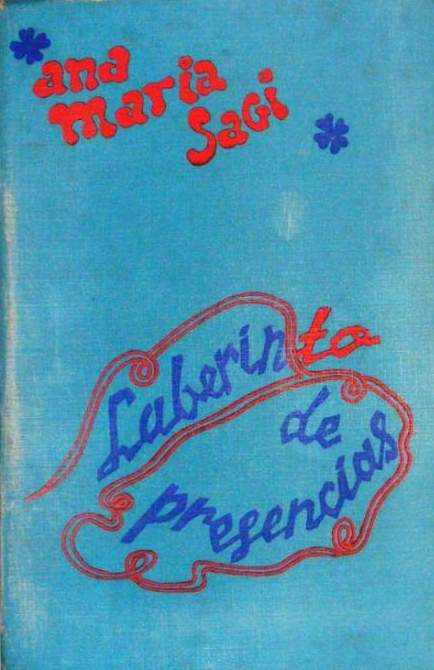 ana
maria
SaGi
Laberinto
de
presencias